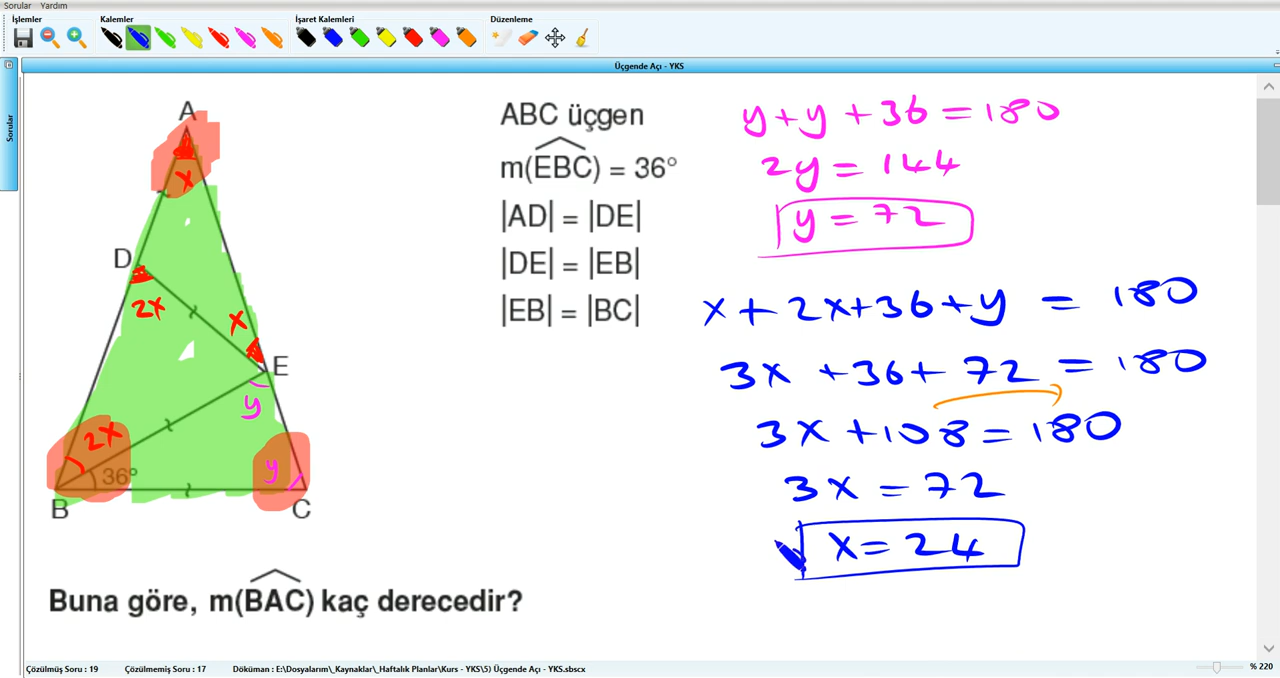 Sorular Yardım
İşlemler Kalemler İşaret Kalemleri Düzenleme
Üçgende Açı - YKS
Sorular
A
x
D
2x
x
E
y
2x
36°
y
B
C
ABC üçgen
m(EBC) = 36°
|AD| = |DE|
|DE| = |EB|
|EB| = |BC|
y + y + 36 = 180
2y = 144
y = 72
x + 2x + 36 + y = 180
3x + 36 + 72 = 180
3x + 108 = 180
3x = 72
x = 24
Buna göre, m(BAC) kaç derecedir?
Çözülmüş Soru : 19 Çözülmemiş Soru : 17 Döküman : E:\Dosyalarım\_Kaynaklar\_Haftalık Planlar\Kurs - YKS\5) Üçgende Açı - YKS.sbscx % 220